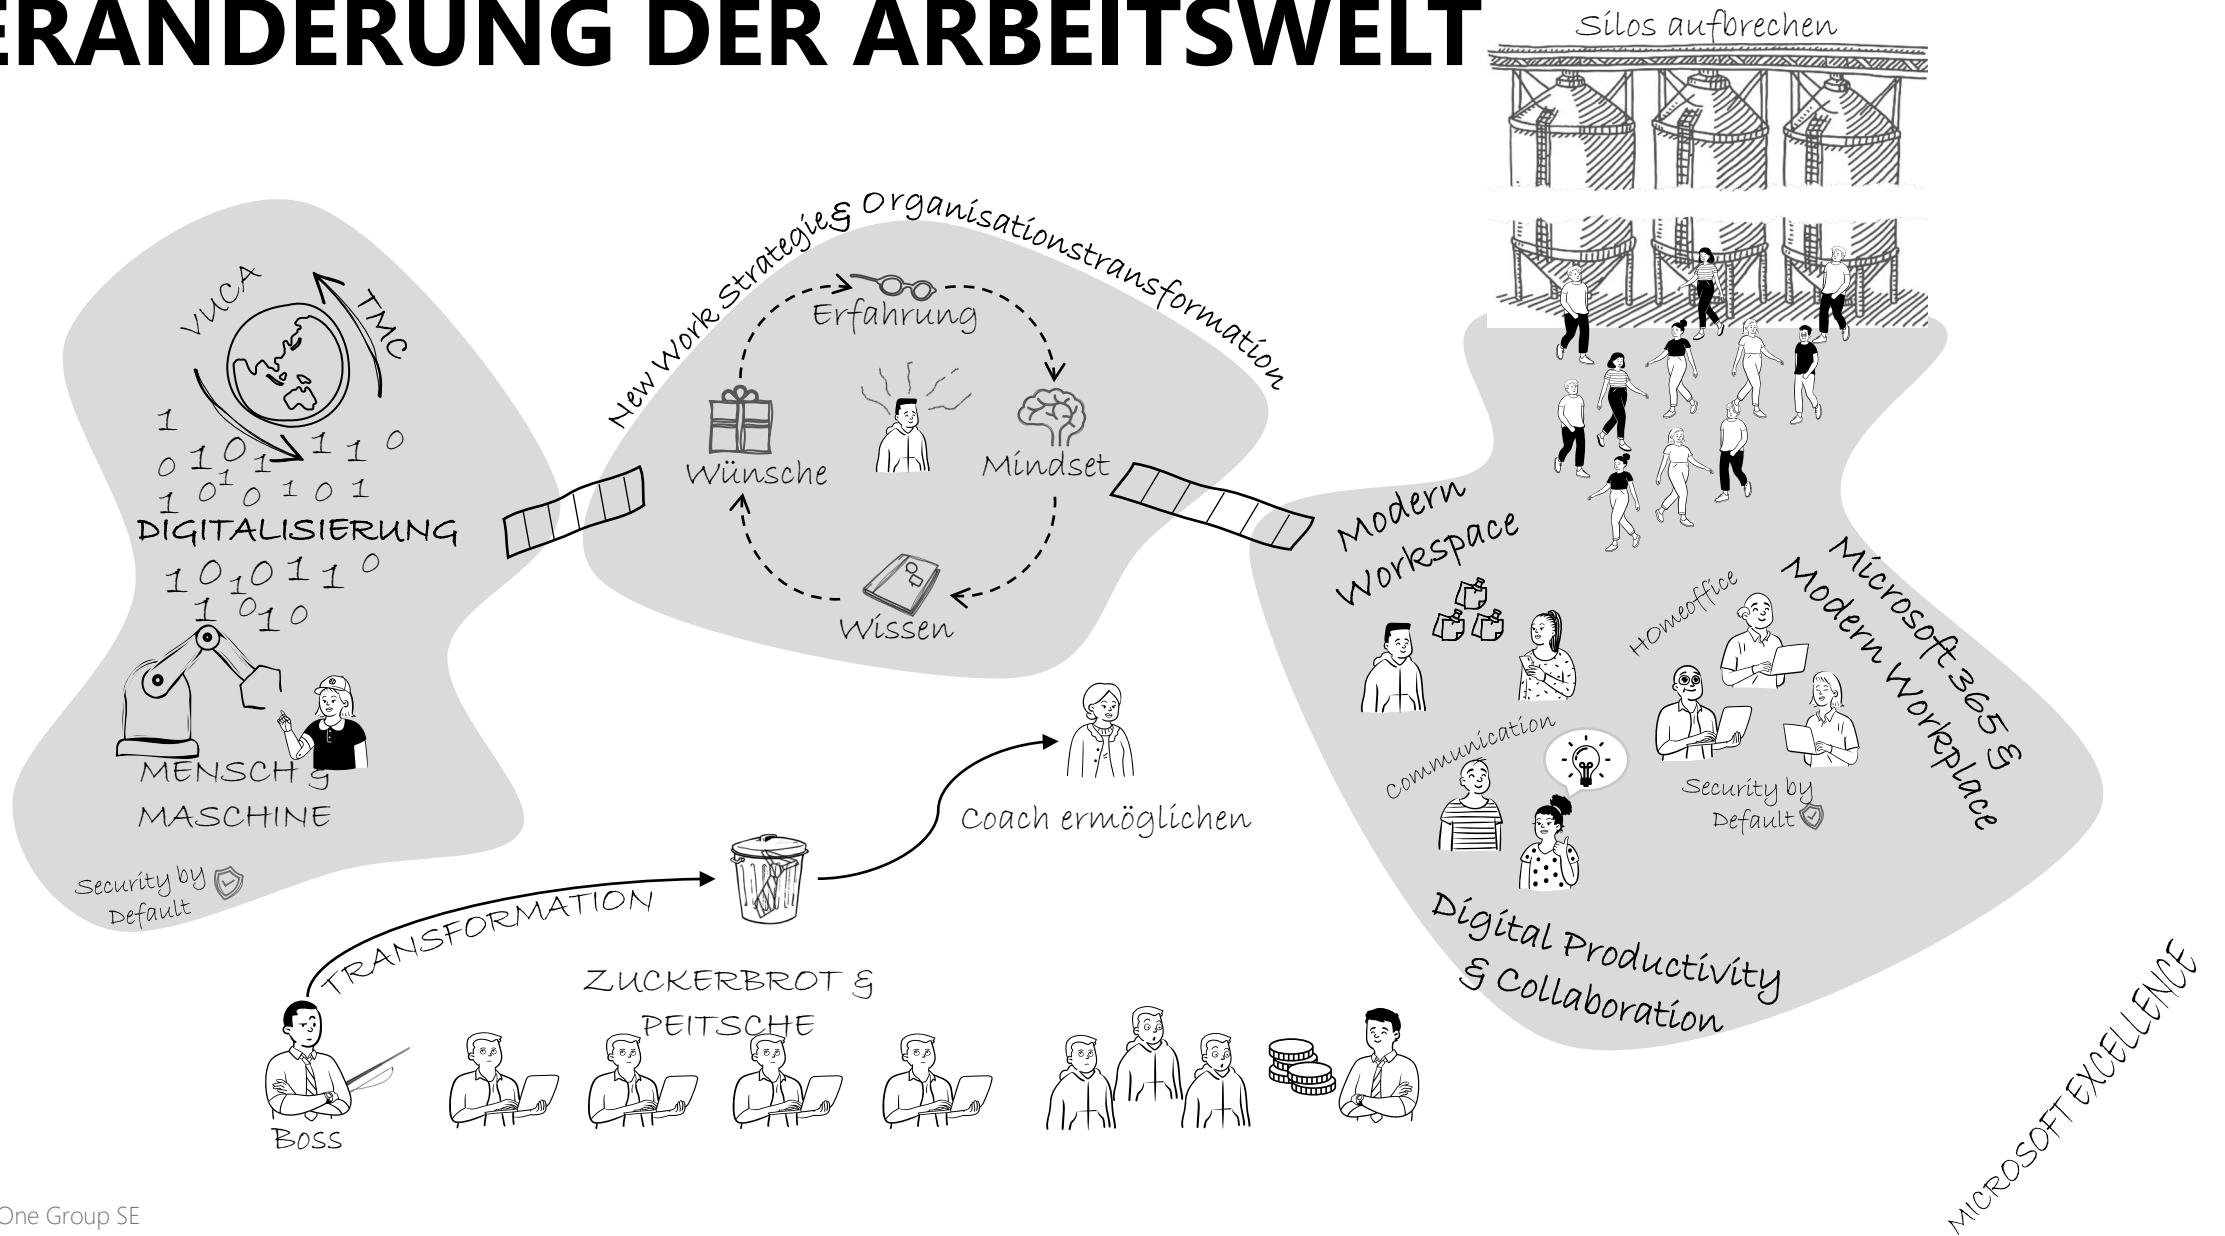 ERÄNDERUNG DER ARBEITSWELT
Silos aufbrechen
New Work Strategie & Organisationstransformation
VUCA
TMC
Erfahrung
Wünsche
Mindset
Wissen
1
1 0 1 1 1 0
0 1
1 0 0 1 0 1
DIGITALISIERUNG
1 0 1 0 1 1 0
1 0 1 0
MENSCH &
MASCHINE
Security by
Default
Modern
Workspace
Homeoffice
Microsoft 365 &
Modern Workplace
Communication
Security by
Default
Digital Productivity
& Collaboration
Coach ermöglichen
TRANSFORMATION
ZUCKERBROT &
PEITSCHE
BOSS
MICROSOFT EXCELLENCE
One Group SE